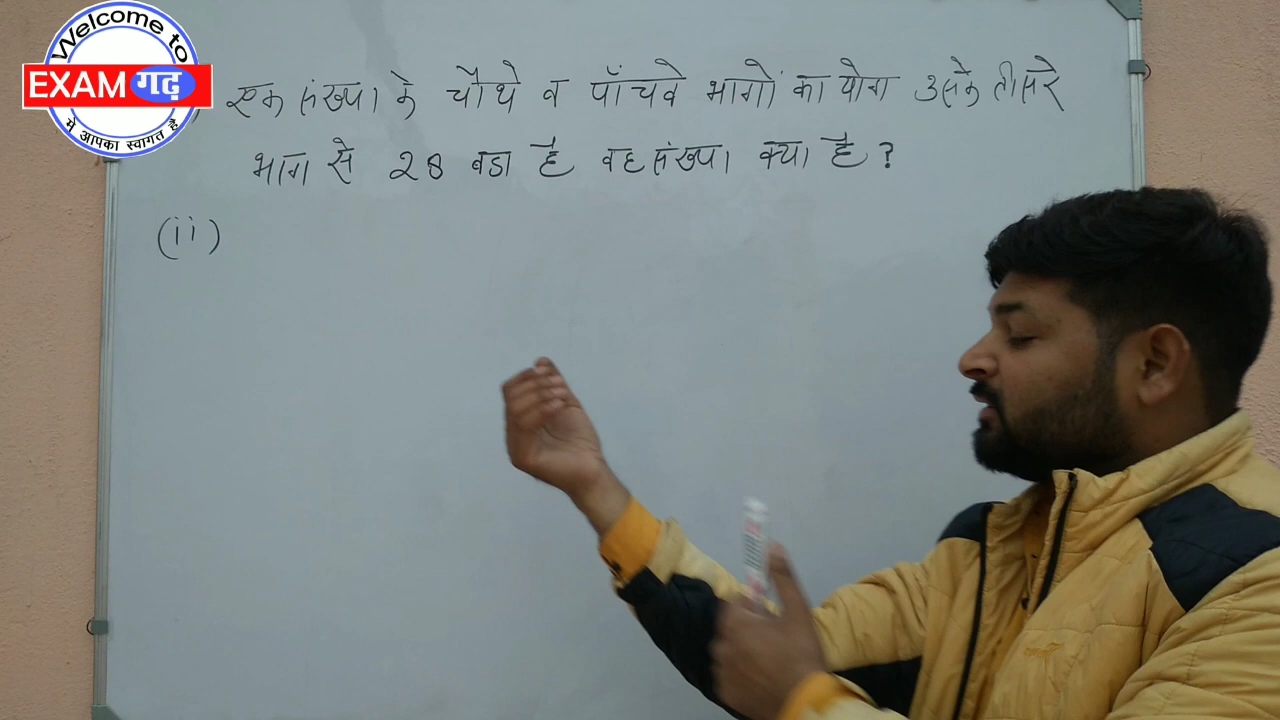 Welcome to
EXAM गढ़
में आपका स्वागत है
एक संख्या के चौथे व पाँचवे भागों का योग उसके तीसरे
भाग से 28 बडा है वह संख्या क्या है ?
(ii)